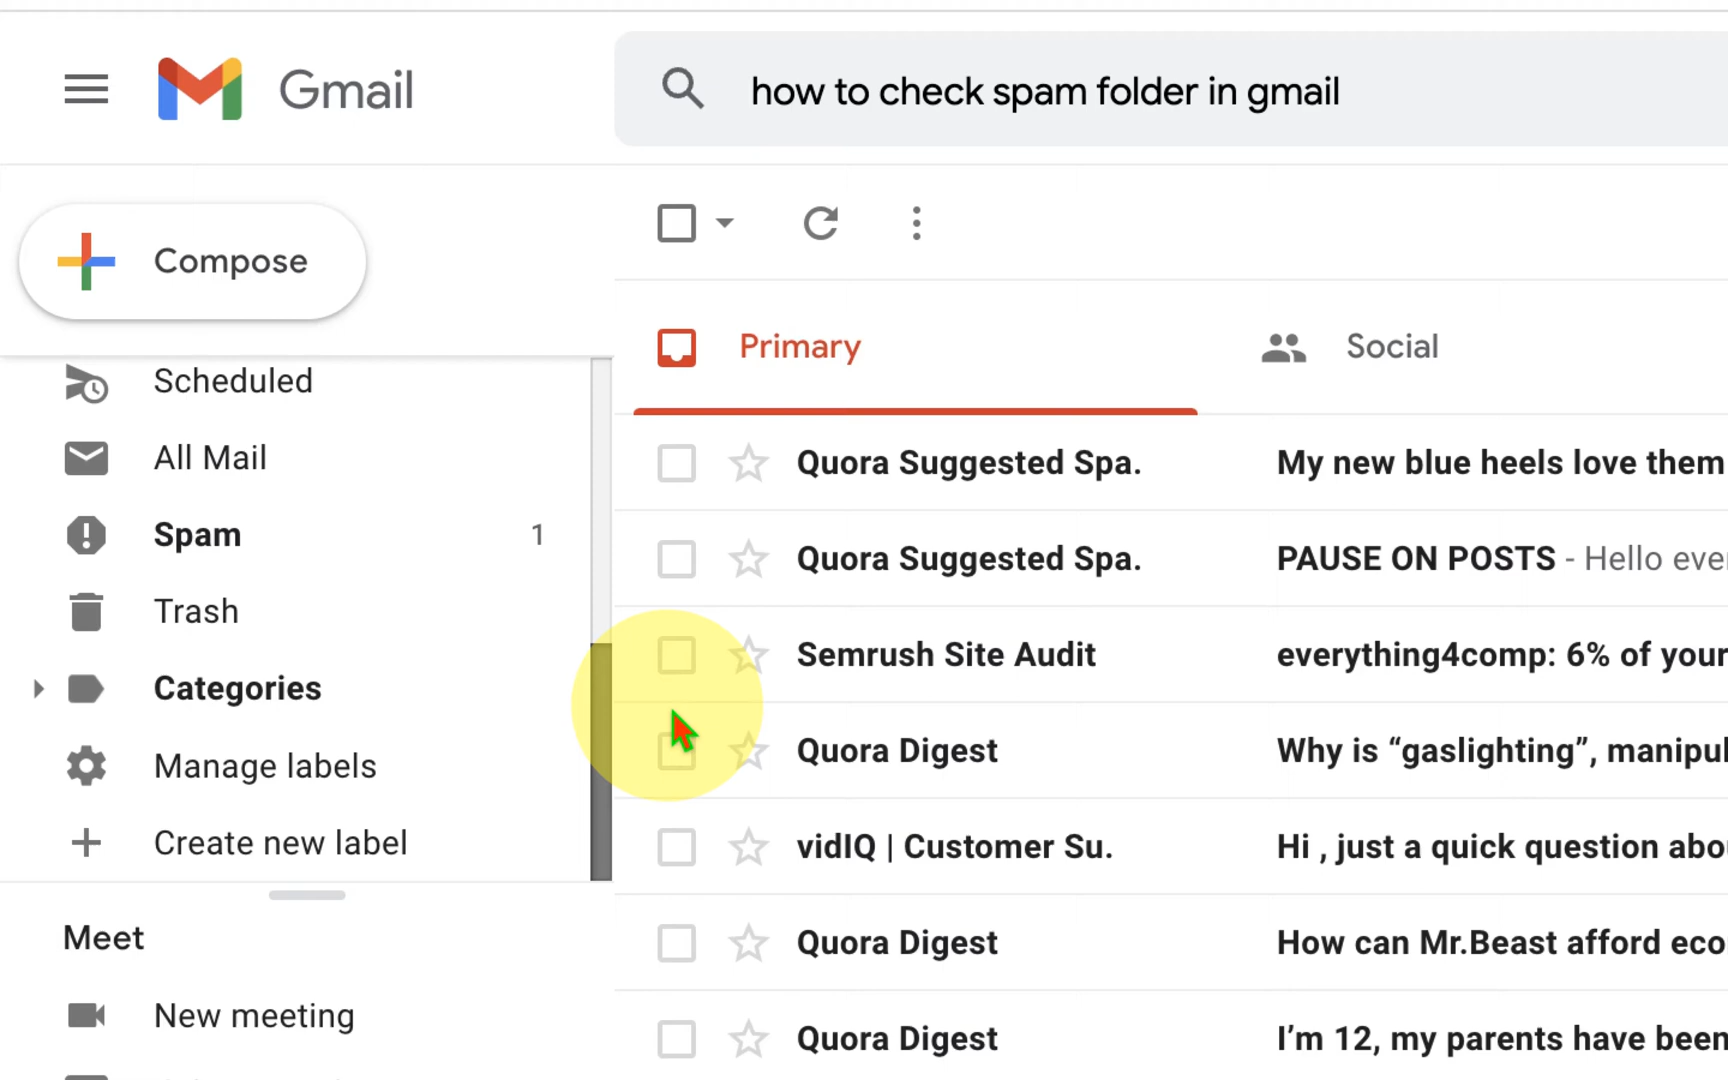 Gmail
how to check spam folder in gmail
Compose
Primary
Social
Scheduled
All Mail
Spam 1
Trash
Categories
Manage labels
Create new label
Meet
New meeting
Quora Suggested Spa. My new blue heels love them
Quora Suggested Spa. PAUSE ON POSTS - Hello ever
Semrush Site Audit everything4comp: 6% of your
Quora Digest Why is “gaslighting”, manipul
vidIQ | Customer Su. Hi , just a quick question abou
Quora Digest How can Mr.Beast afford eco
Quora Digest I’m 12, my parents have been